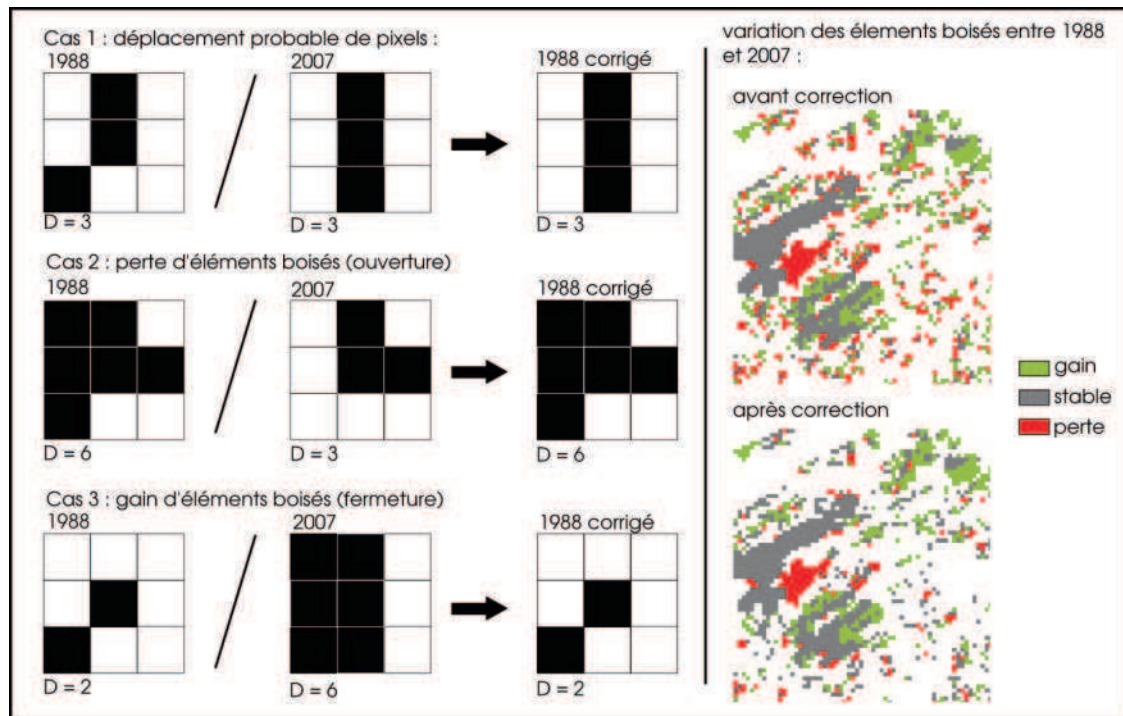 Cas 1 : déplacement probable de pixels :
1988
2007
1988 corrigé
D = 3
D = 3
D = 3
Cas 2 : perte d'éléments boisés (ouverture)
1988
2007
1988 corrigé
D = 6
D = 3
D = 6
Cas 3 : gain d'éléments boisés (fermeture)
1988
2007
1988 corrigé
D = 2
D = 6
D = 2
variation des élements boisés entre 1988
et 2007 :
avant correction
gain
stable
perte
après correction